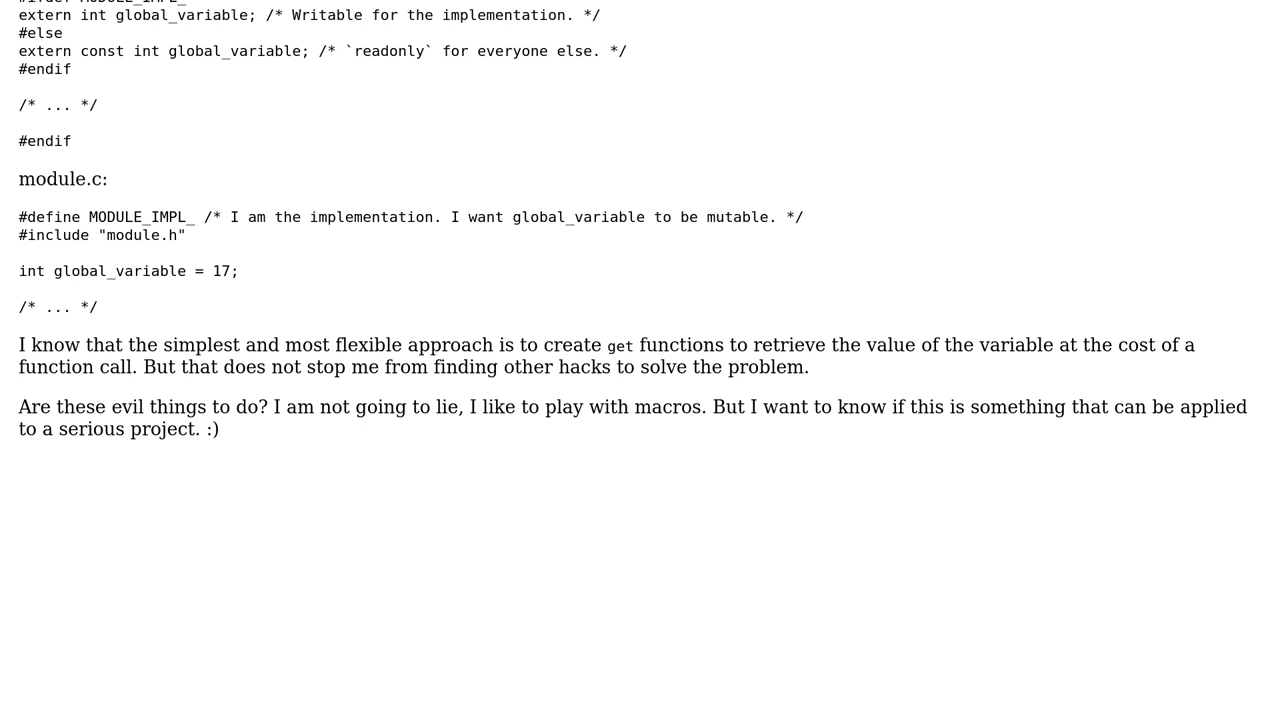 extern int global_variable; /* Writable for the implementation. */
#else
extern const int global_variable; /* `readonly` for everyone else. */
#endif
/* ... */
#endif
module.c:
#define MODULE_IMPL_ /* I am the implementation. I want global_variable to be mutable. */
#include "module.h"
int global_variable = 17;
/* ... */
I know that the simplest and most flexible approach is to create get functions to retrieve the value of the variable at the cost of a
function call. But that does not stop me from finding other hacks to solve the problem.
Are these evil things to do? I am not going to lie, I like to play with macros. But I want to know if this is something that can be applied
to a serious project. :)